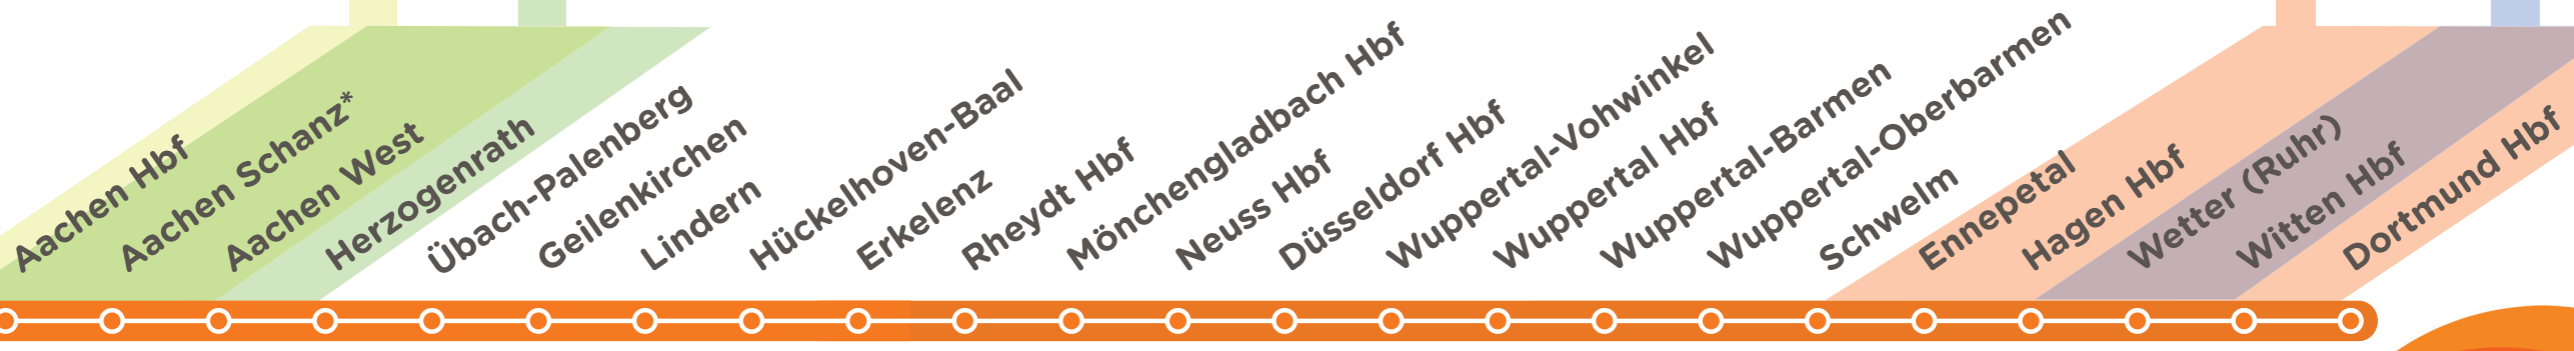 Aachen Hbf
Aachen Schanz*
Aachen West
Herzogenrath
Übach-Palenberg
Geilenkirchen
Lindern
Hückelhoven-Baal
Erkelenz
Rheydt Hbf
Mönchengladbach Hbf
Neuss Hbf
Düsseldorf Hbf
Wuppertal-Vohwinkel
Wuppertal Hbf
Wuppertal-Barmen
Wuppertal-Oberbarmen
Schwelm
Ennepetal
Hagen Hbf
Wetter (Ruhr)
Witten Hbf
Dortmund Hbf